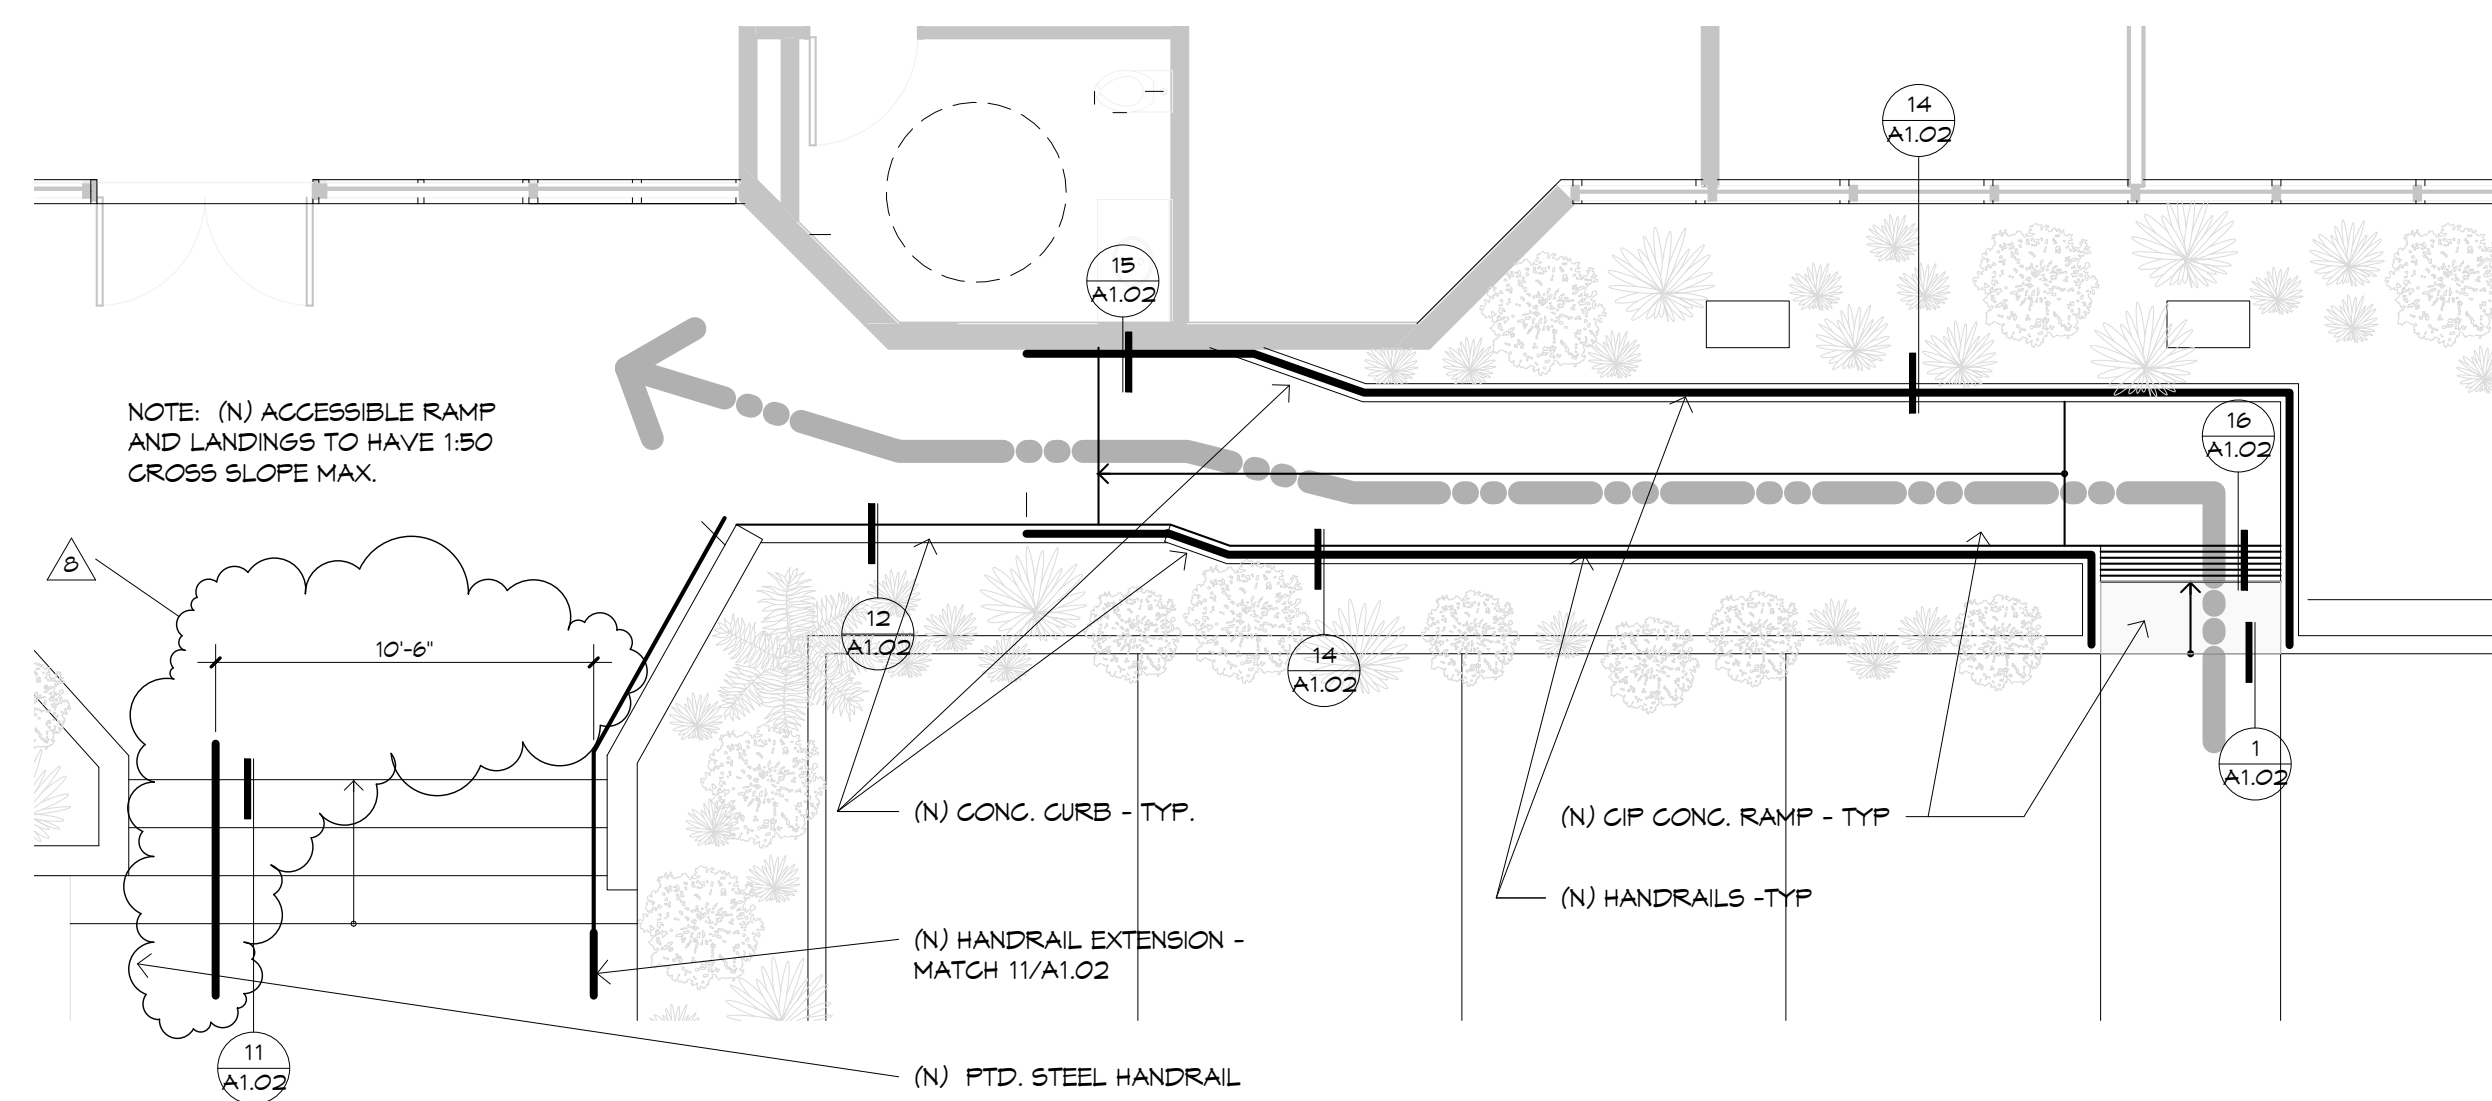 14
A1.02
15
A1.02
NOTE:  (N) ACCESSIBLE RAMP
AND LANDINGS TO HAVE 1:50
CROSS SLOPE MAX.
16
A1.02
8
12
A1.02
10'-6"
14
A1.02
1
A1.02
(N) CONC. CURB - TYP.
(N) CIP CONC. RAMP - TYP
(N) HANDRAILS -TYP
(N) HANDRAIL EXTENSION -
MATCH 11/A1.02
11
A1.02
(N)  PTD. STEEL HANDRAIL